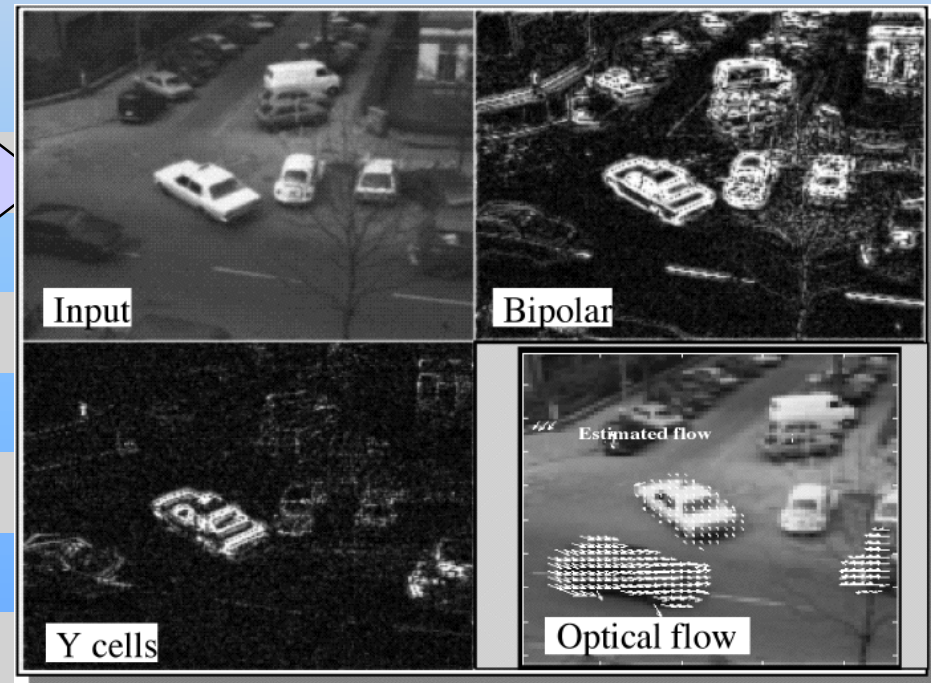 Input
Bipolar
Y cells
Estimated flow
Optical flow